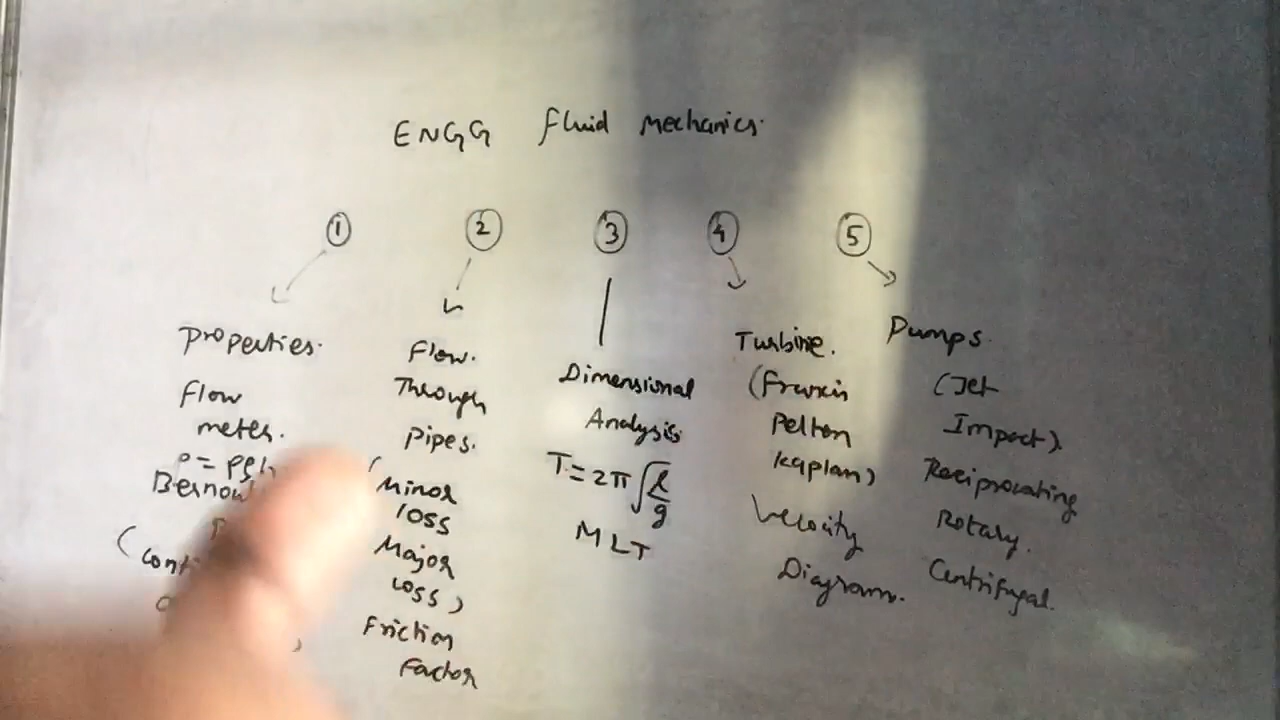 ENGG fluid mechanics.
1 2 3 4 5
Properties.
Flow
meter.
Flow.
Through
Pipes.
(Minor
loss
Major
loss)
Friction
Factor
Dimensional
Analysis
T = 2π√(l/g)
MLT
Turbine.
(Francis
Pelton
Kaplan)
Velocity
Diagram.
Pumps.
(Jet
Impact)
Reciprocating
Rotary.
Centrifugal.